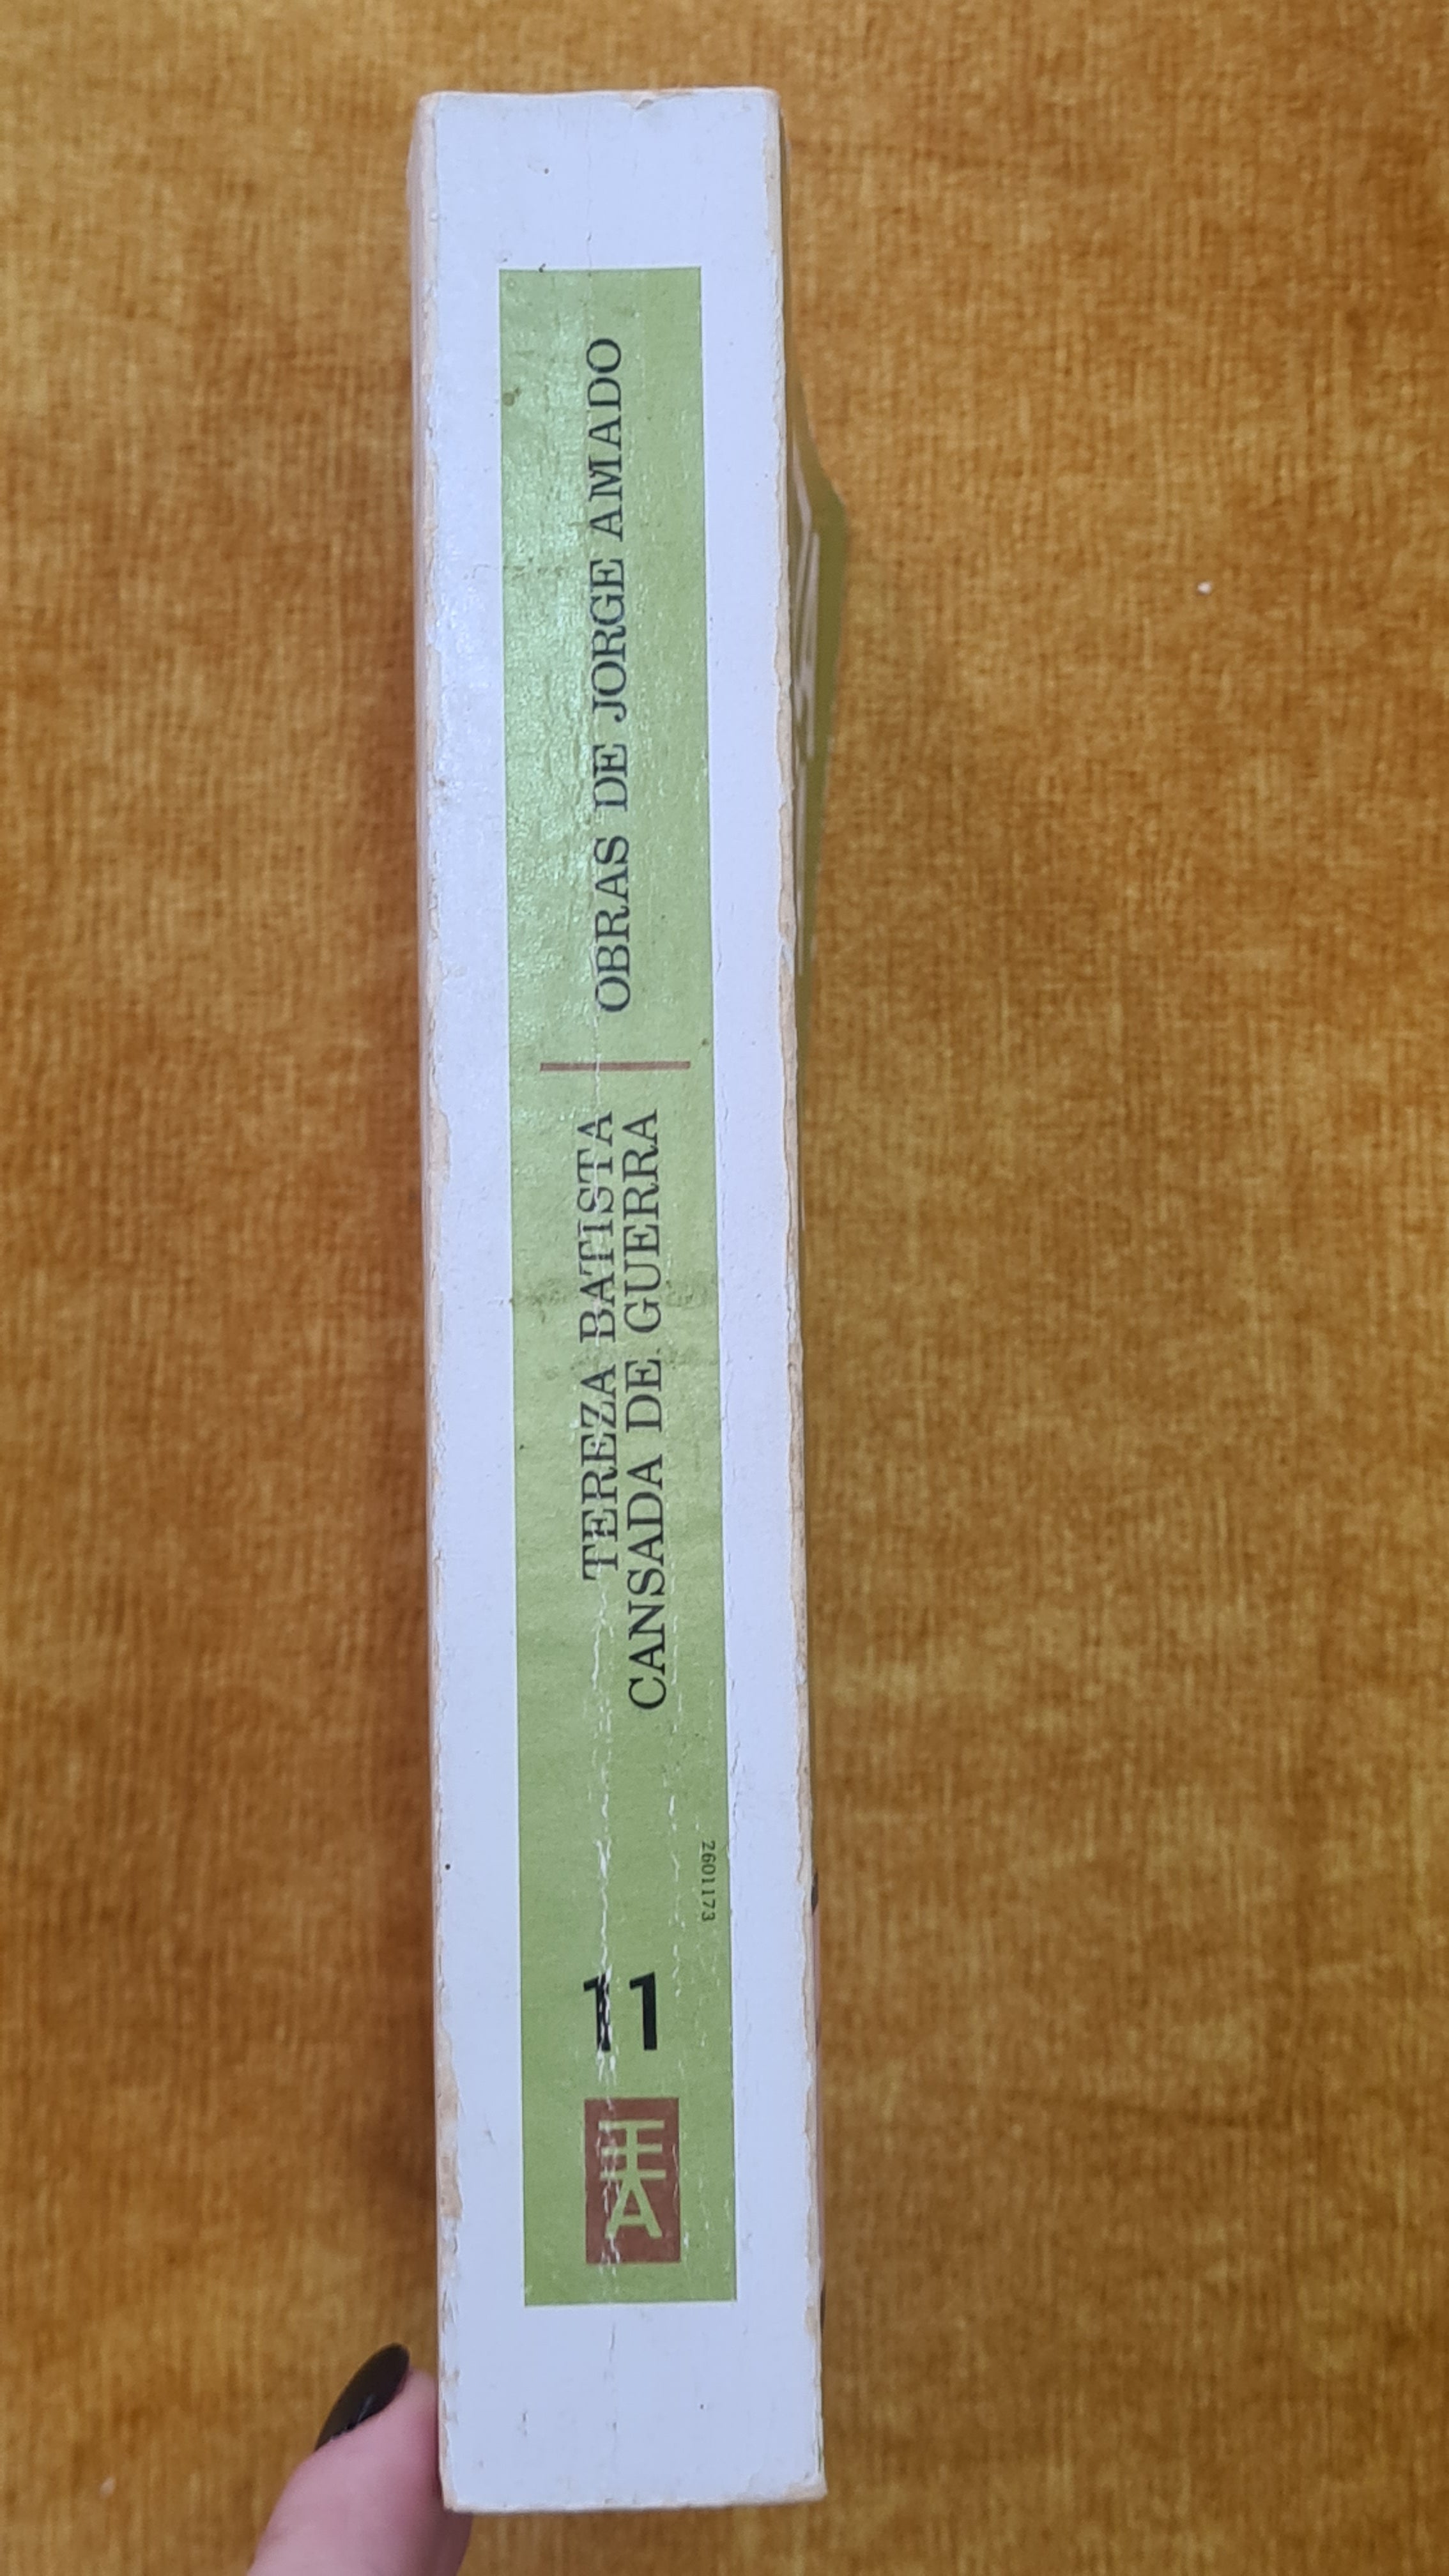 OBRAS DE JORGE AMADO
TEREZA BATISTA
CANSADA DE GUERRA
2601173
11